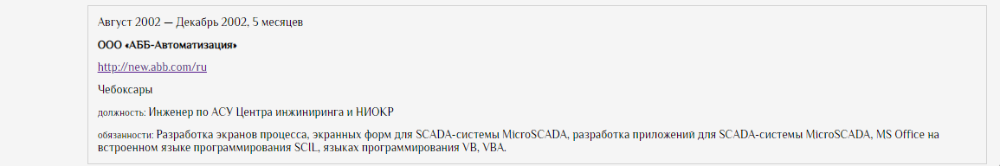 Август 2002 — Декабрь 2002, 5 месяцев
ООО «АББ-Автоматизация»
http://new.abb.com/ru
Чебоксары
должность: Инженер по АСУ Центра инжиниринга и НИОКР
обязанности: Разработка экранов процесса, экранных форм для SCADA-системы MicroSCADA, разработка приложений для SCADA-системы MicroSCADA, MS Office на
встроенном языке программирования SCIL, языках программирования VB, VBA.